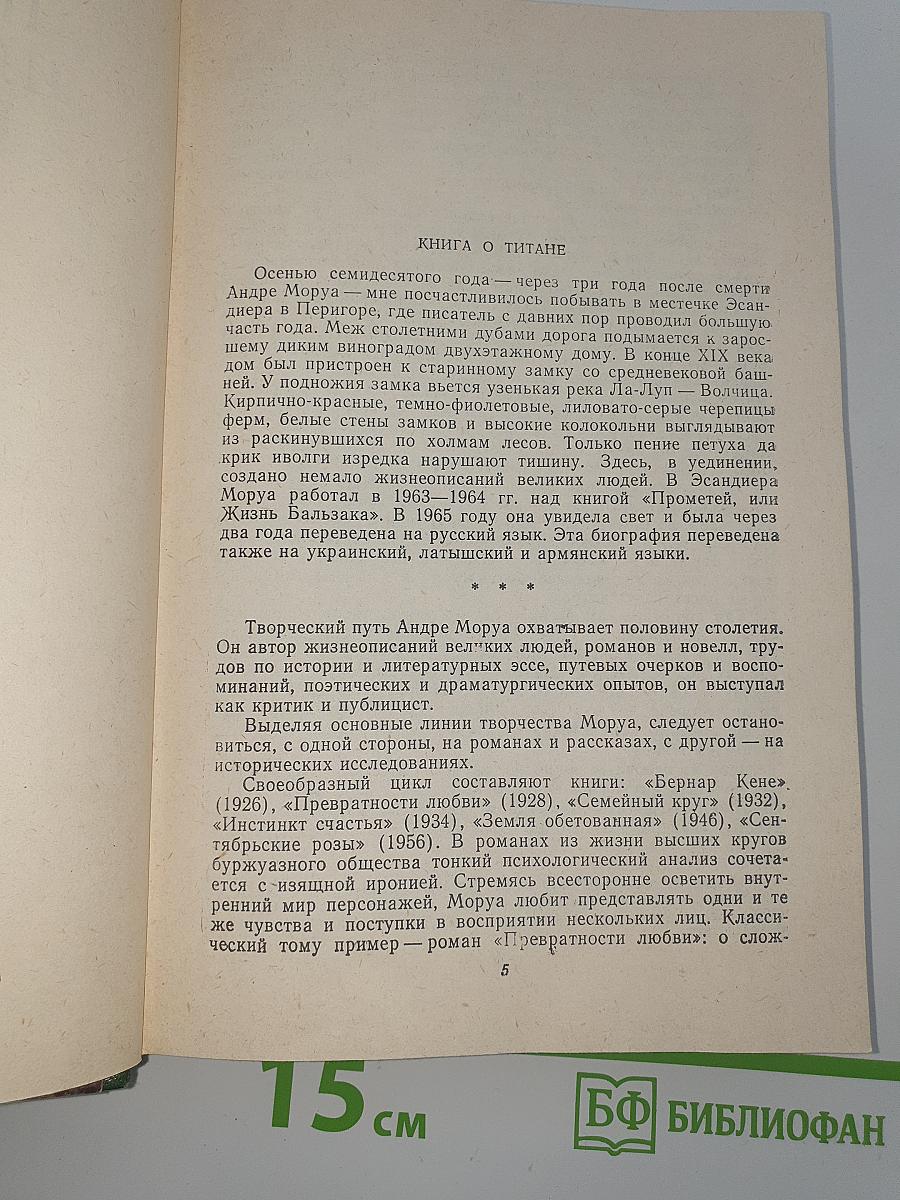 КНИГА О ТИТАНЕ
Осенью семидесятого года — через три года после смерти
Андре Моруа — мне посчастливилось побывать в местечке Эсан-
диера в Перигоре, где писатель с давних пор проводил большую
часть года. Меж столетними дубами дорога подымается к зарос-
шему диким виноградом двухэтажному дому. В конце XIX века
дом был пристроен к старинному замку со средневековой баш-
ней. У подножия замка вьется узенькая река Ла-Луп — Волчица.
Кирпично-красные, темно-фиолетовые, лиловато-серые черепицы
ферм, белые стены замков и высокие колокольни выглядывают
из раскинувшихся по холмам лесов. Только пение петуха да
крик иволги изредка нарушают тишину. Здесь, в уединении,
создано немало жизнеописаний великих людей. В Эсандиера
Моруа работал в 1963—1964 гг. над книгой «Прометей, или
Жизнь Бальзака». В 1965 году она увидела свет и была через
два года переведена на русский язык. Эта биография переведена
также на украинский, латышский и армянский языки.
* * *
Творческий путь Андре Моруа охватывает половину столетия.
Он автор жизнеописаний великих людей, романов и новелл, тру-
дов по истории и литературных эссе, путевых очерков и воспо-
минаний, поэтических и драматургических опытов, он выступал
как критик и публицист.
Выделяя основные линии творчества Моруа, следует остано-
виться, с одной стороны, на романах и рассказах, с другой — на
исторических исследованиях.
Своеобразный цикл составляют книги: «Бернар Кене»
(1926), «Превратности любви» (1928), «Семейный круг» (1932),
«Инстинкт счастья» (1934), «Земля обетованная» (1946), «Сен-
тябрьские розы» (1956). В романах из жизни высших кругов
буржуазного общества тонкий психологический анализ сочета-
ется с изящной иронией. Стремясь всесторонне осветить внут-
ренний мир персонажей, Моруа любит представлять одни и те
же чувства и поступки в восприятии нескольких лиц. Класси-
ческий тому пример — роман «Превратности любви»: о слож-
5
15 см
БФ БИБЛИОФАН